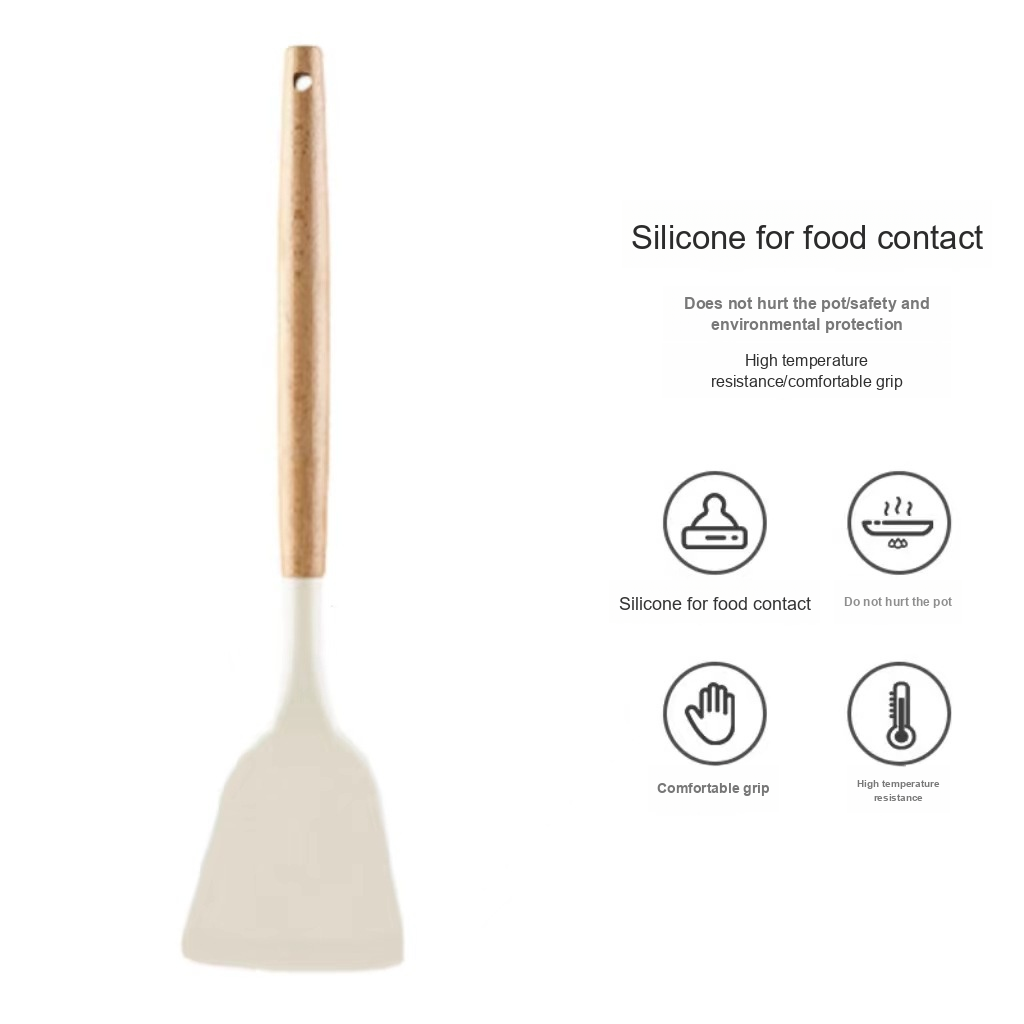 Silicone for food contact
Does not hurt the pot/safety and
environmental protection
High temperature
resistance/comfortable grip
Silicone for food contact
Do not hurt the pot
Comfortable grip
High temperature
resistance